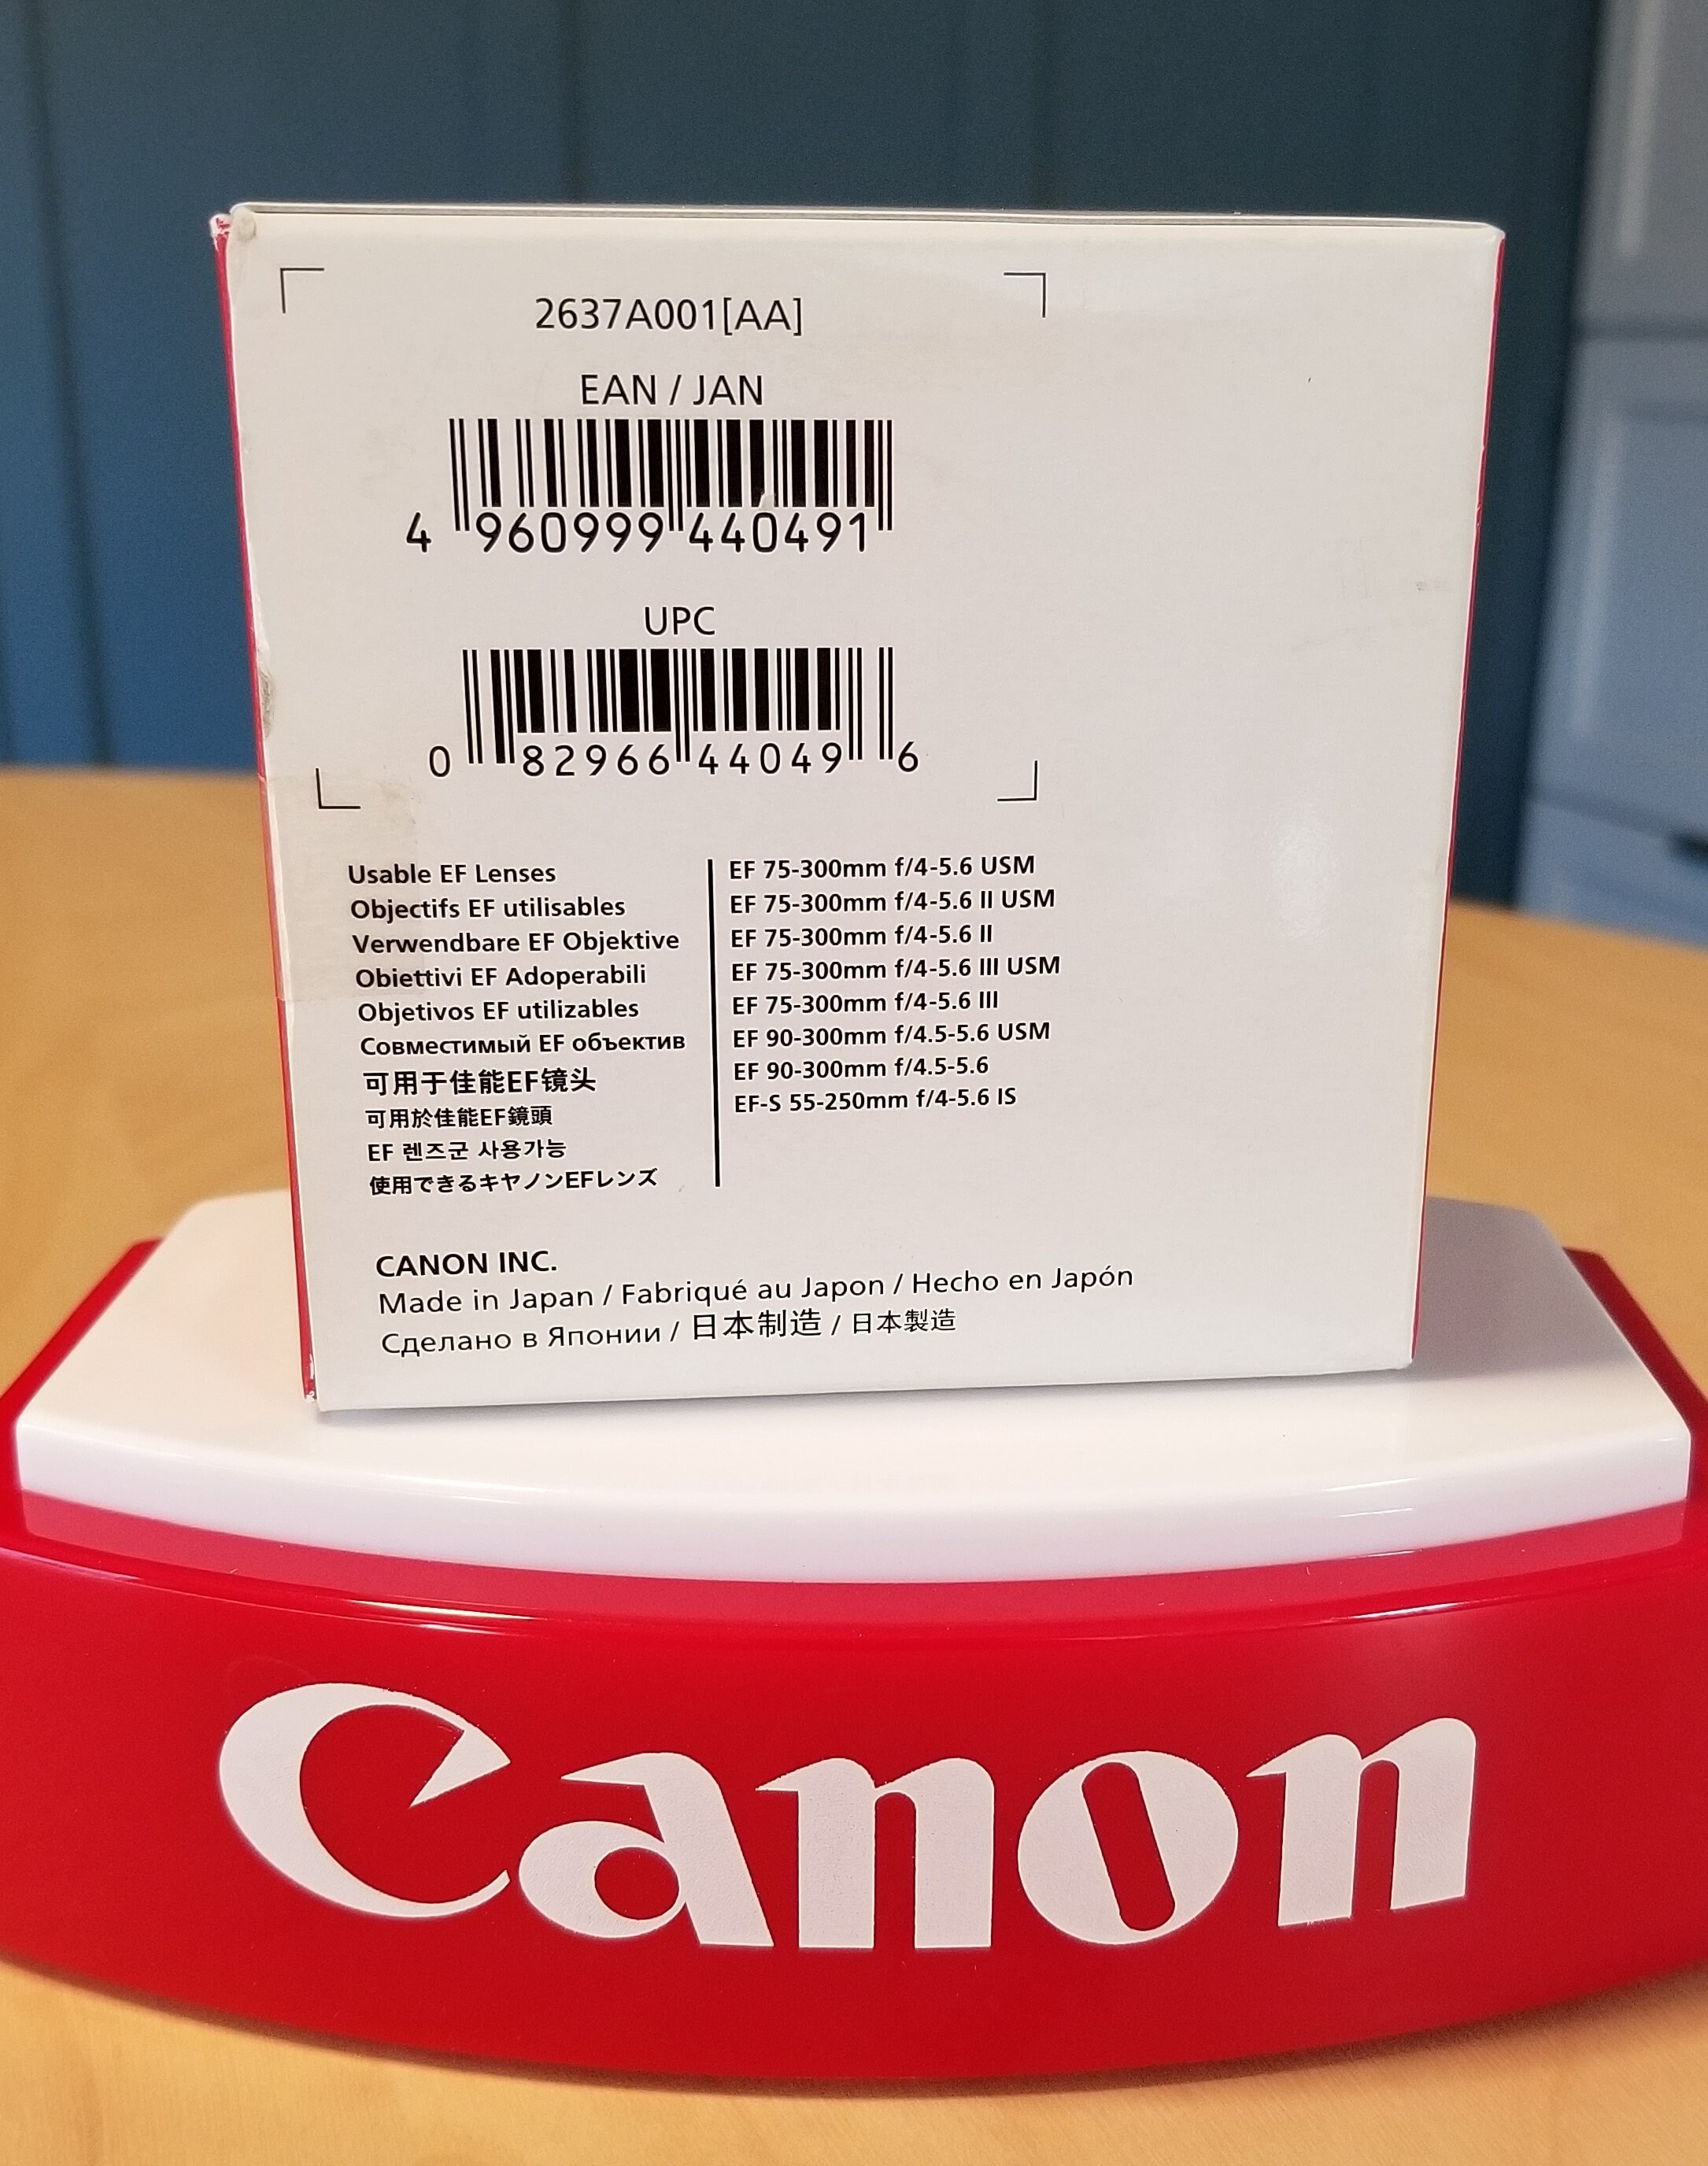 2637A001[AA]
EAN / JAN
4 960999 440491
UPC
0 82966 44049 6
Usable EF Lenses
Objectifs EF utilisables
Verwendbare EF Objektive
Obiettivi EF Adoperabili
Objetivos EF utilizables
Совместимый EF объектив
可用于佳能EF镜头
可用於佳能EF鏡頭
EF 렌즈군 사용가능
使用できるキヤノンEFレンズ
EF 75-300mm f/4-5.6 USM
EF 75-300mm f/4-5.6 II USM
EF 75-300mm f/4-5.6 II
EF 75-300mm f/4-5.6 III USM
EF 75-300mm f/4-5.6 III
EF 90-300mm f/4.5-5.6 USM
EF 90-300mm f/4.5-5.6
EF-S 55-250mm f/4-5.6 IS
CANON INC.
Made in Japan / Fabriqué au Japon / Hecho en Japón
Сделано в Японии / 日本制造 / 日本製造
Canon